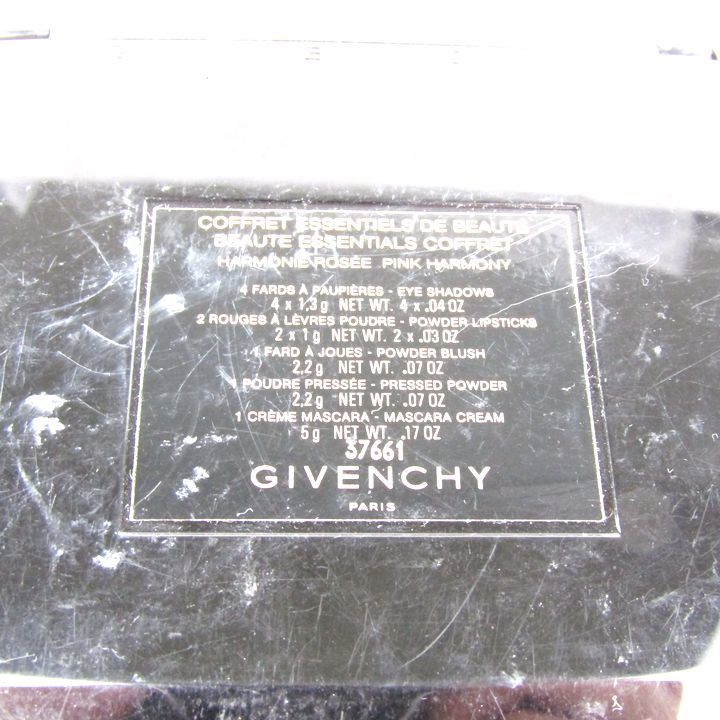 COFFRET ESSENTIELS DE BEAUTE
BEAUTE ESSENTIALS COFFRET
HARMONIE ROSÉE PINK HARMONY
4 FARDS À PAUPIÈRES - EYE SHADOWS
4 x 1,3 g NET WT. 4 x .04 OZ
2 ROUGES À LÈVRES POUDRE - POWDER LIPSTICKS
2 x 1 g NET WT. 2 x .03 OZ
1 FARD À JOUES - POWDER BLUSH
2,2 g NET WT. .07 OZ
1 POUDRE PRESSÉE - PRESSED POWDER
2,2 g NET WT. .07 OZ
1 CRÈME MASCARA - MASCARA CREAM
5 g NET WT. .17 OZ
37661
GIVENCHY
PARIS